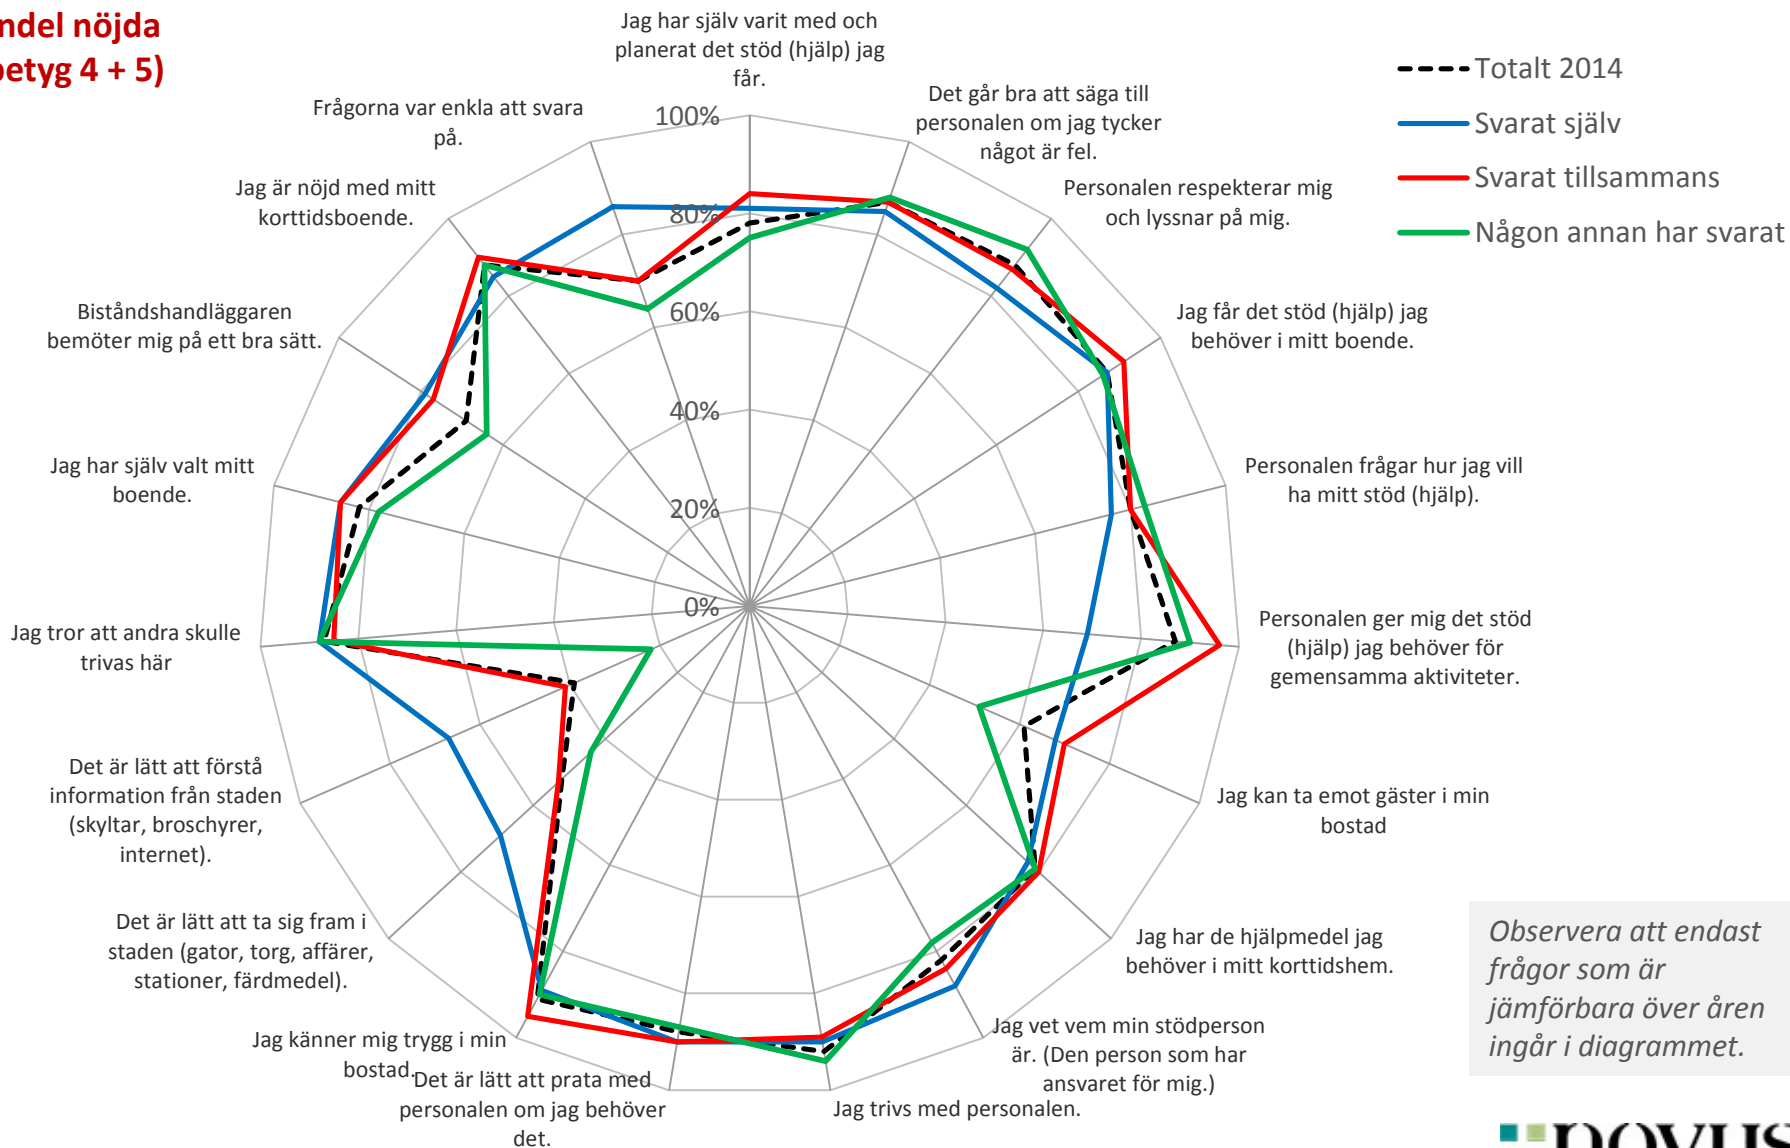 ndel nöjda
betyg 4 + 5)
Jag har själv varit med och
planerat det stöd (hjälp) jag
får.
Det går bra att säga till
personalen om jag tycker
något är fel.
Personalen respekterar mig
och lyssnar på mig.
Jag får det stöd (hjälp) jag
behöver i mitt boende.
Personalen frågar hur jag vill
ha mitt stöd (hjälp).
Personalen ger mig det stöd
(hjälp) jag behöver för
gemensamma aktiviteter.
Jag kan ta emot gäster i min
bostad
Jag har de hjälpmedel jag
behöver i mitt korttidshem.
Jag vet vem min stödperson
är. (Den person som har
ansvaret för mig.)
Jag trivs med personalen.
Det är lätt att prata med
personalen om jag behöver
det.
Jag känner mig trygg i min
bostad.
Det är lätt att ta sig fram i
staden (gator, torg, affärer,
stationer, färdmedel).
Det är lätt att förstå
information från staden
(skyltar, broschyrer,
internet).
Jag tror att andra skulle
trivas här
Jag har själv valt mitt
boende.
Biståndshandläggaren
bemöter mig på ett bra sätt.
Jag är nöjd med mitt
korttidsboende.
Frågorna var enkla att svara
på.
100%
80%
60%
40%
20%
0%
Totalt 2014
Svarat själv
Svarat tillsammans
Någon annan har svarat
Observera att endast
frågor som är
jämförbara över åren
ingår i diagrammet.
novus